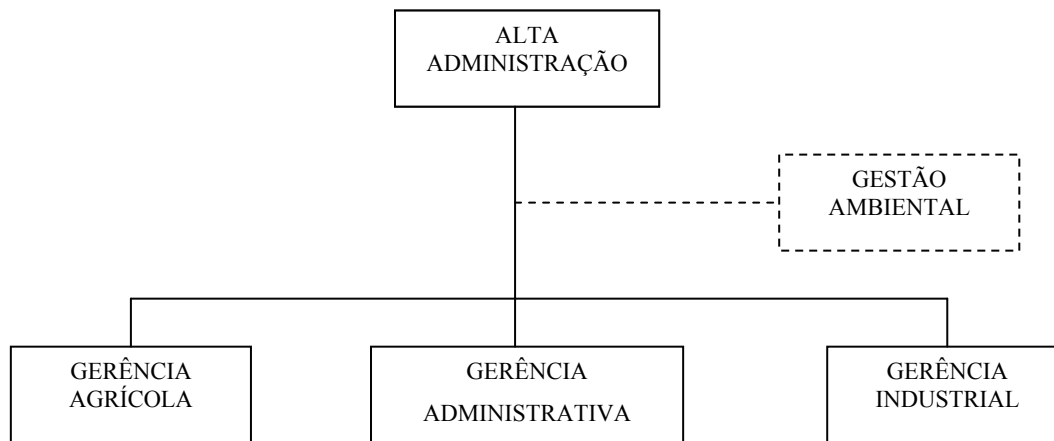 ALTA
ADMINISTRAÇÃO
GESTÃO
AMBIENTAL
GERÊNCIA
AGRÍCOLA
GERÊNCIA
ADMINISTRATIVA
GERÊNCIA
INDUSTRIAL